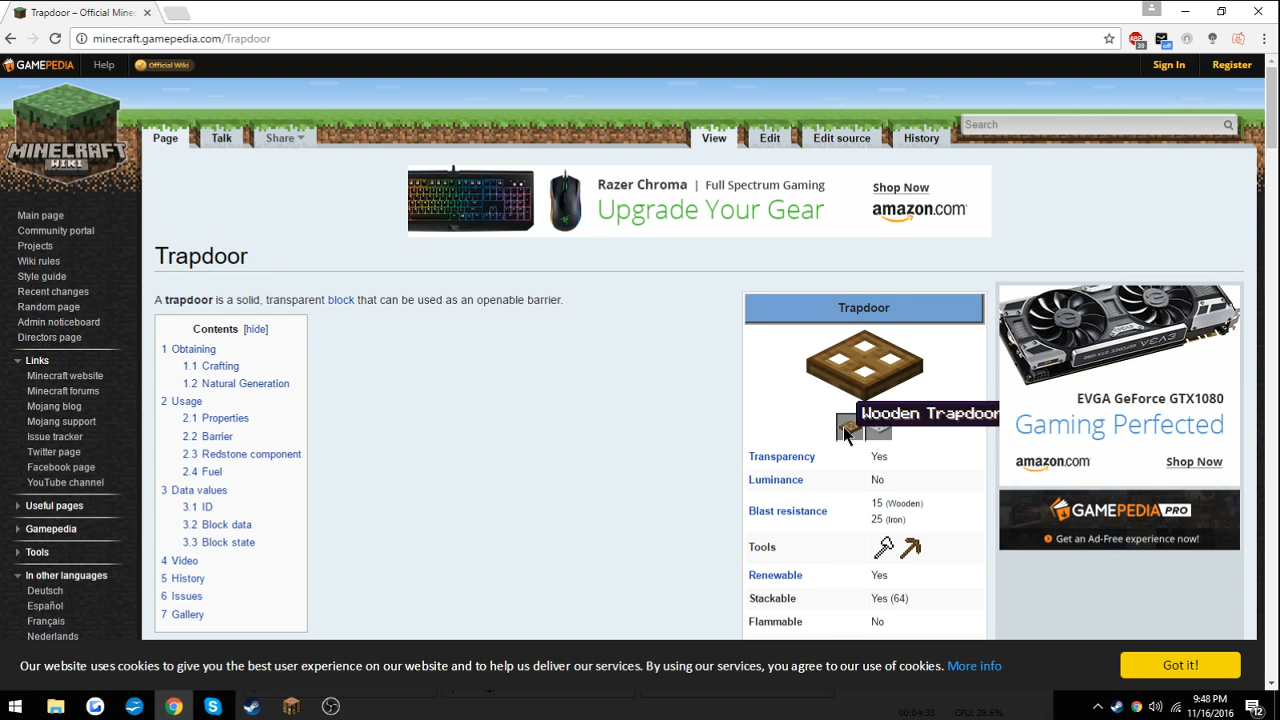 Trapdoor – Official Mine
minecraft.gamepedia.com/Trapdoor
39
off
GAMEPEDIA
Help
Official Wiki
Sign In
Register
MINECRAFT
WIKI
Page
Talk
Share
View
Edit
Edit source
History
Search
Razer Chroma | Full Spectrum Gaming
Upgrade Your Gear
Shop Now
amazon.com
Main page
Community portal
Projects
Wiki rules
Style guide
Recent changes
Random page
Admin noticeboard
Directors page
Links
Minecraft website
Minecraft forums
Mojang blog
Mojang support
Issue tracker
Twitter page
Facebook page
YouTube channel
Useful pages
Gamepedia
Tools
In other languages
Deutsch
Español
Français
Nederlands
Trapdoor
A trapdoor is a solid, transparent block that can be used as an openable barrier.
Contents [hide]
1 Obtaining
1.1 Crafting
1.2 Natural Generation
2 Usage
2.1 Properties
2.2 Barrier
2.3 Redstone component
2.4 Fuel
3 Data values
3.1 ID
3.2 Block data
3.3 Block state
4 Video
5 History
6 Issues
7 Gallery
Trapdoor
Wooden Trapdoor
Transparency Yes
Luminance No
Blast resistance 15 (Wooden)
25 (Iron)
Tools
Renewable Yes
Stackable Yes (64)
Flammable No
EVGA GeForce GTX1080
Gaming Perfected
amazon.com Shop Now
GAMEPEDIA PRO
Get an Ad-Free experience now!
Our website uses cookies to give you the best user experience on our website and to help us deliver our services. By using our services, you agree to our use of cookies. More info
Got it!
00:04:33
CPU: 29.6%
9:48 PM
11/16/2016
12